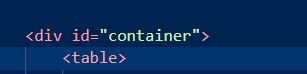 <div id="container">
<table>